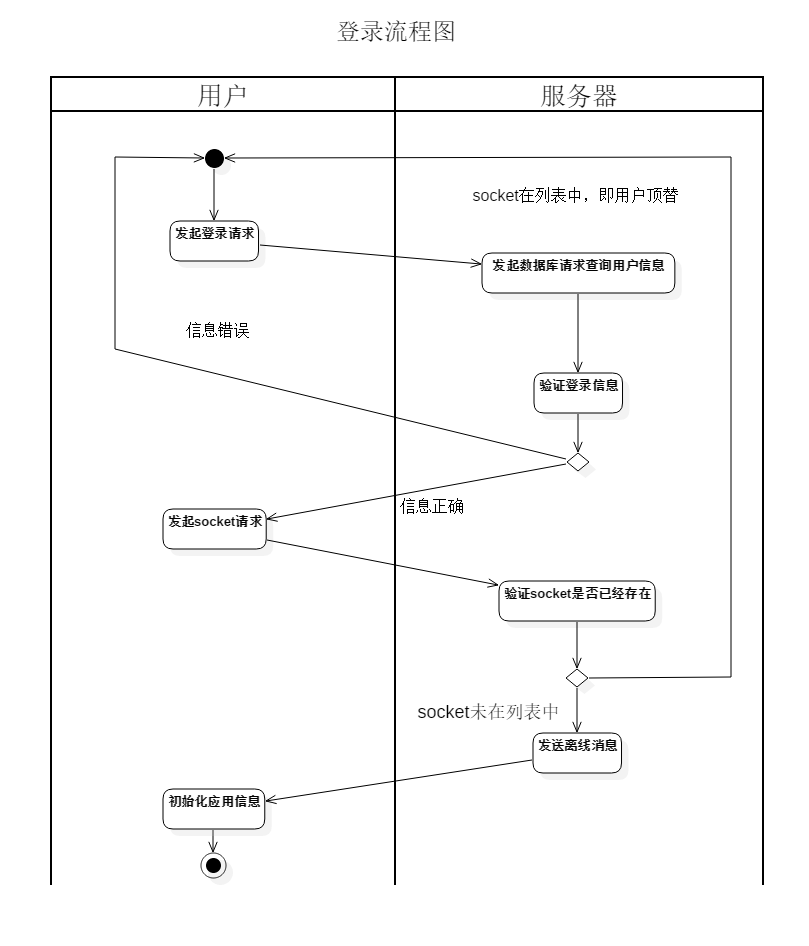 登录流程图
用户
服务器
socket在列表中，即用户顶替
发起登录请求
发起数据库请求查询用户信息
信息错误
验证登录信息
信息正确
发起socket请求
验证socket是否已经存在
socket未在列表中
发送离线消息
初始化应用信息